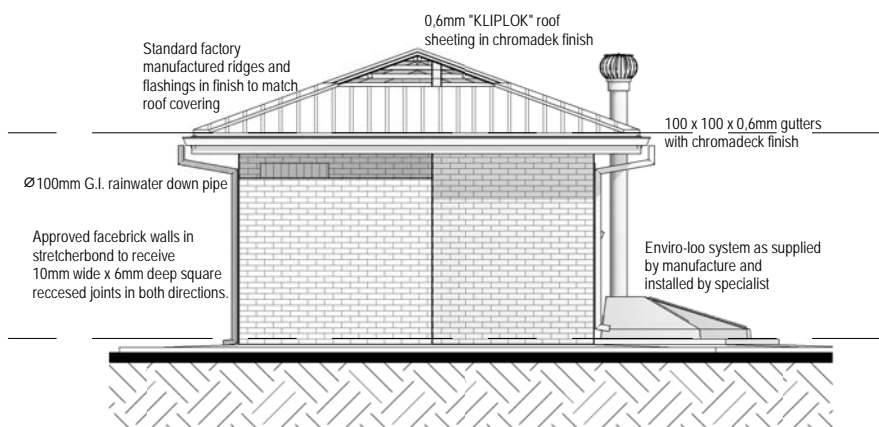 0,6mm "KLIPLOK" roof
sheeting in chromadek finish
Standard factory
manufactured ridges and
flashings in finish to match
roof covering
100 x 100 x 0,6mm gutters
with chromadeck finish
Ø100mm G.I. rainwater down pipe
Approved facebrick walls in
stretcherbond to receive
10mm wide x 6mm deep square
reccesed joints in both directions.
Enviro-loo system as supplied
by manufacture and
installed by specialist